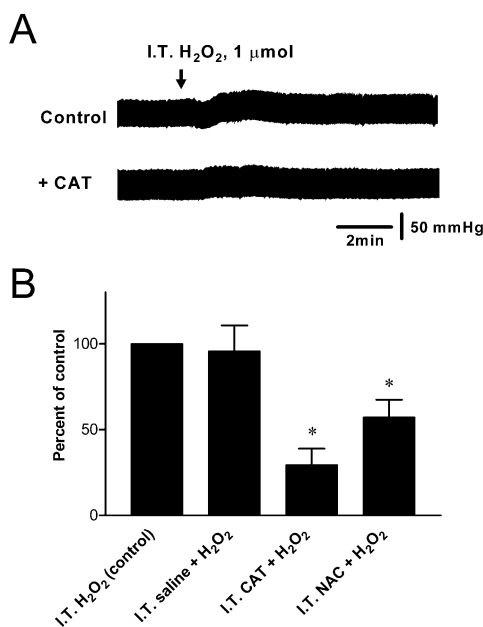 A
I.T. H₂O₂, 1 μmol
Control
+ CAT
50 mmHg
2min
B
Percent of control
100
50
0
*
*
I.T. H₂O₂ (control)
I.T. saline + H₂O₂
I.T. CAT + H₂O₂
I.T. NAC + H₂O₂